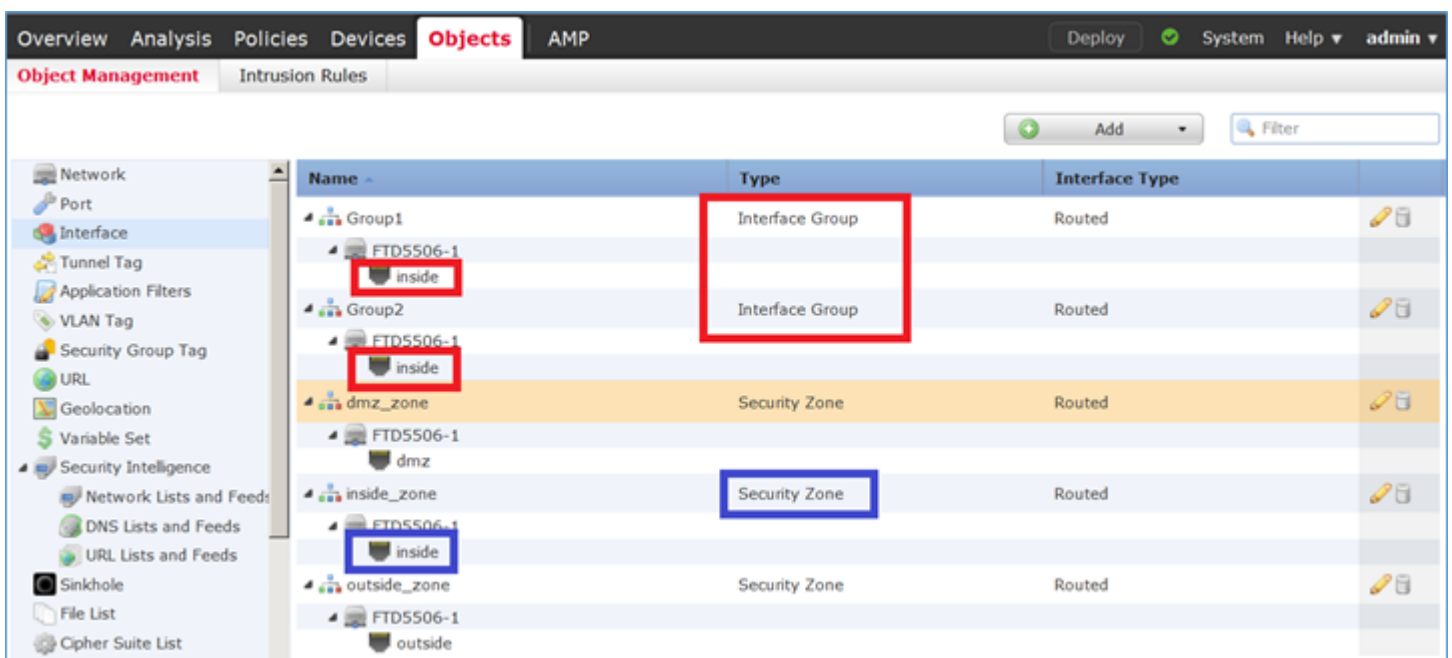 Overview Analysis Policies Devices Objects AMP Deploy System Help admin
Object Management Intrusion Rules
Add Filter
Network
Port
Interface
Tunnel Tag
Application Filters
VLAN Tag
Security Group Tag
URL
Geolocation
Variable Set
Security Intelligence
Network Lists and Feeds
DNS Lists and Feeds
URL Lists and Feeds
Sinkhole
File List
Cipher Suite List
Name Type Interface Type
Group1 Interface Group Routed
FTD5506-1
inside
Group2 Interface Group Routed
FTD5506-1
inside
dmz_zone Security Zone Routed
FTD5506-1
dmz
inside_zone Security Zone Routed
FTD5506-1
inside
outside_zone Security Zone Routed
FTD5506-1
outside